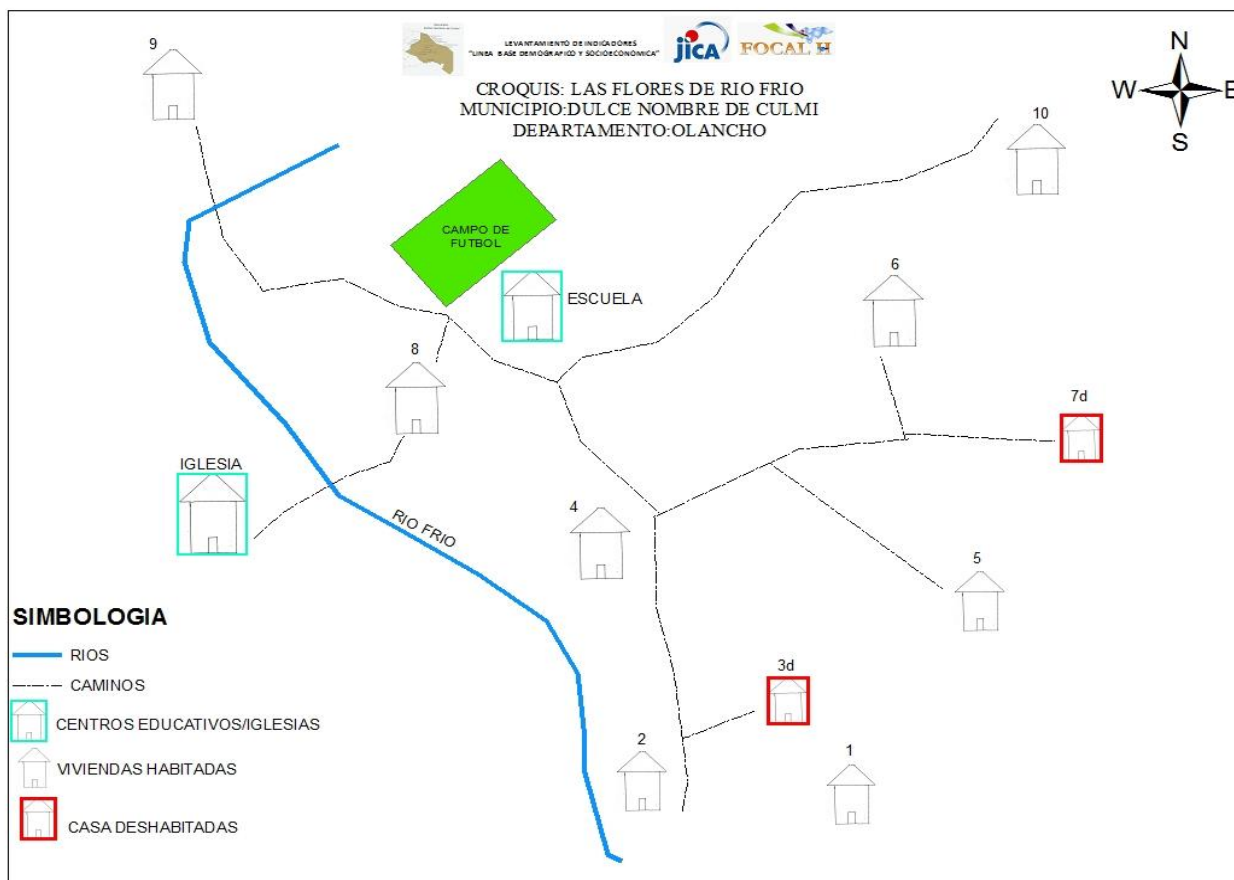 LEVANTAMIENTO DE INDICADORES
"LINEA BASE DEMOGRAFICO Y SOCIOECONOMICA"
jICA
FOCAL H
CROQUIS: LAS FLORES DE RIO FRIO
MUNICIPIO:DULCE NOMBRE DE CULMI
DEPARTAMENTO:OLANCHO
N
W
E
S
9
10
CAMPO DE
FUTBOL
ESCUELA
6
8
7d
IGLESIA
4
RIO FRIO
5
3d
2
1
SIMBOLOGIA
RIOS
CAMINOS
CENTROS EDUCATIVOS/IGLESIAS
VIVIENDAS HABITADAS
CASA DESHABITADAS